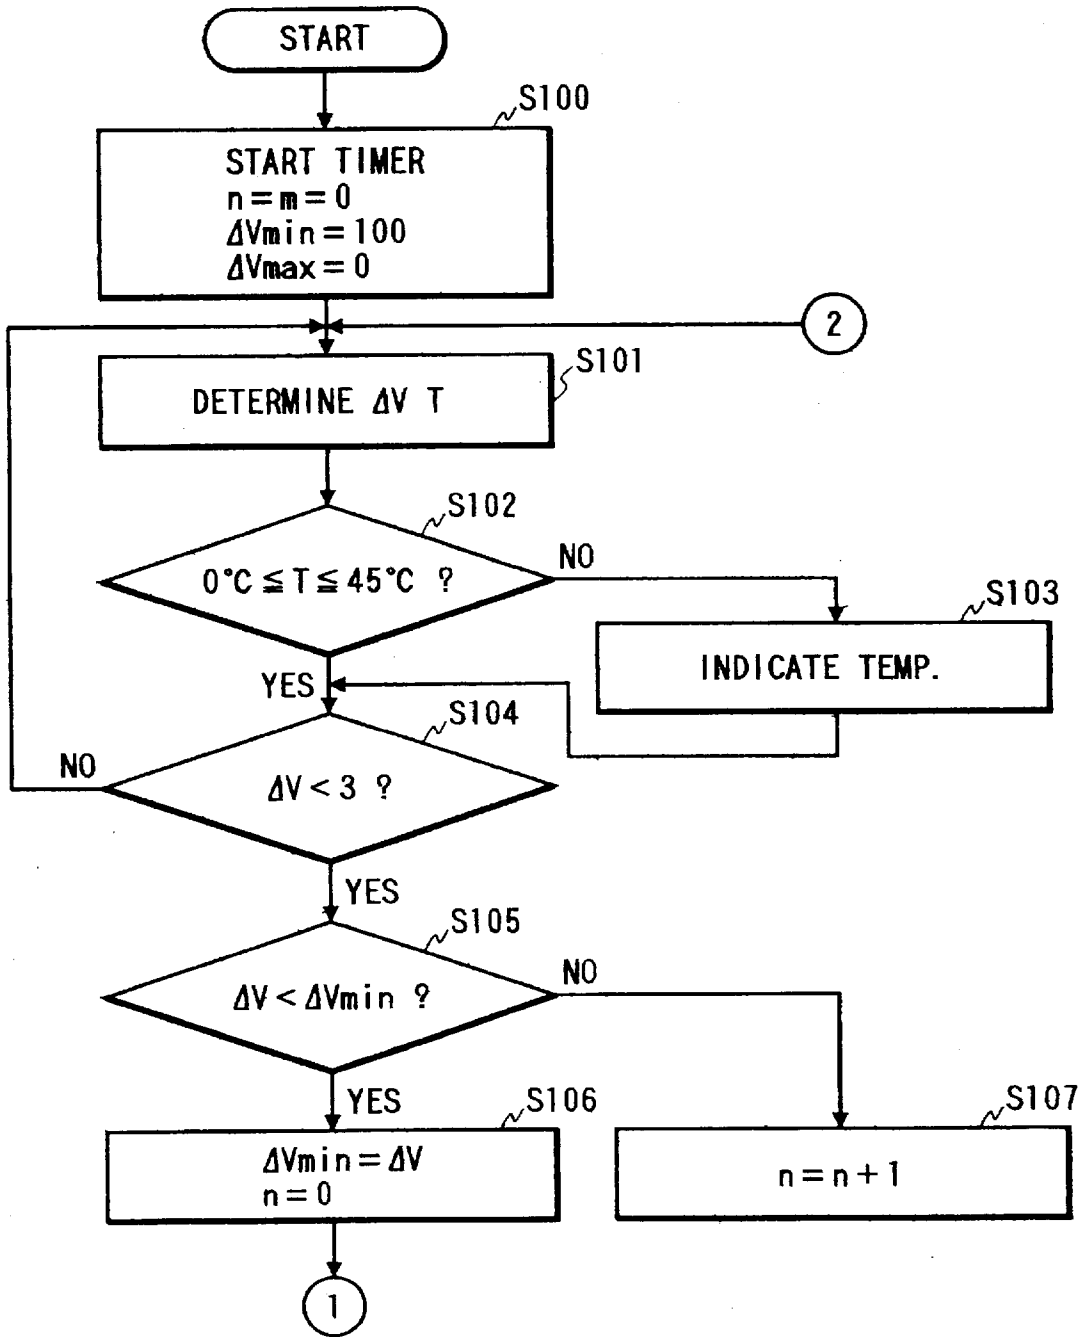 START
S100
START TIMER
n=m=0
ΔVmin=100
ΔVmax=0
2
S101
DETERMINE ΔV T
S102
0°C≦T≦45°C ?
NO
S103
INDICATE TEMP.
YES
S104
NO
ΔV<3 ?
YES
S105
ΔV<ΔVmin ?
NO
YES
S106
ΔVmin=ΔV
n=0
S107
n=n+1
1